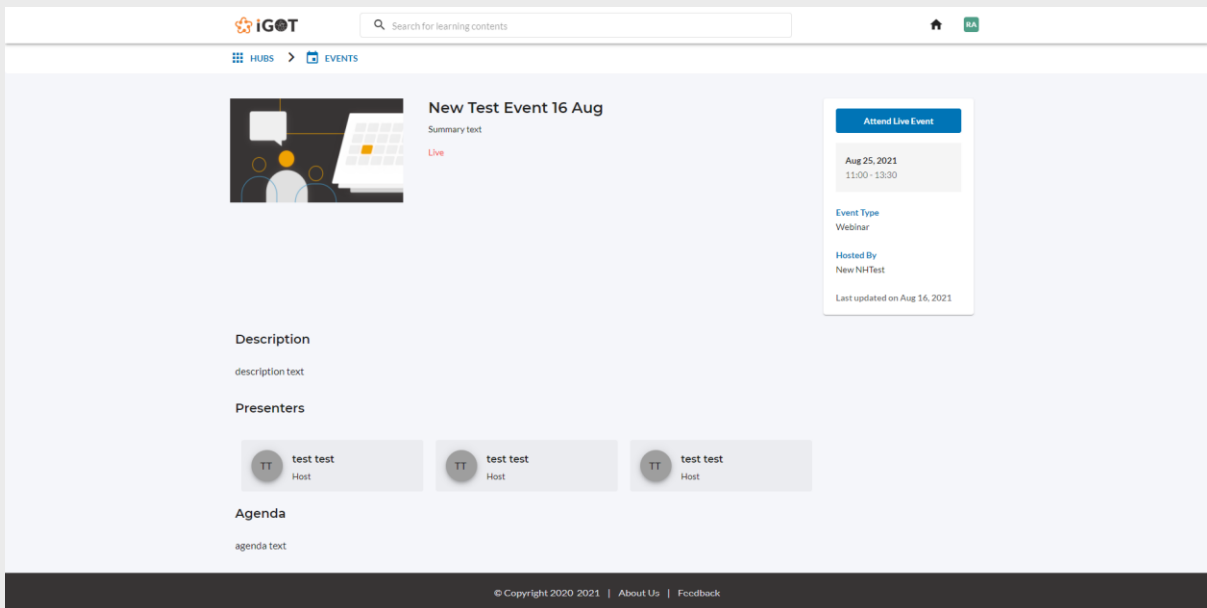 iGOT
Search for learning contents
RA
HUBS
EVENTS
New Test Event 16 Aug
Summary text
Live
Attend Live Event
Aug 25, 2021
11:00 - 13:30
Event Type
Webinar
Hosted By
New NHTest
Last updated on Aug 16, 2021
Description
description text
Presenters
TT
test test
Host
TT
test test
Host
TT
test test
Host
Agenda
agenda text
© Copyright 2020 2021 | About Us | Feedback